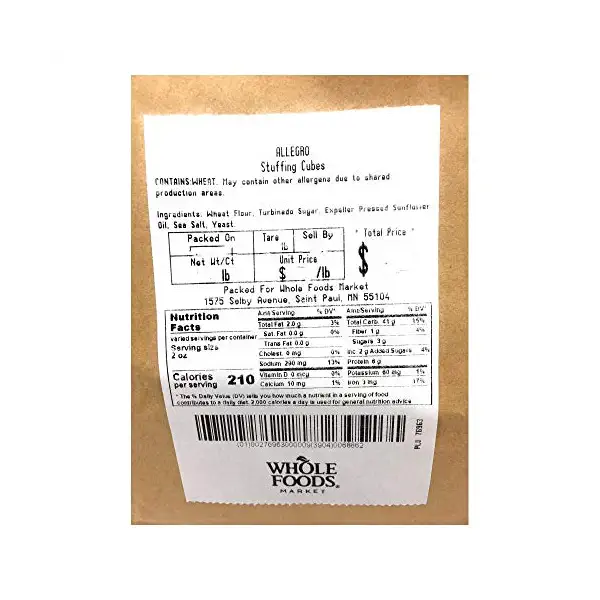 ALLEGRO
Stuffing Cubes
CONTAINS:WHEAT. May contain other allergens due to shared
production areas.
Ingredients: Wheat Flour, Turbinado Sugar, Expeller Pressed Sunflower
Oil, Sea Salt, Yeast.
Packed On Tare lb Sell By * Total Price *
Net Wt/Ct lb Unit Price $ /lb $
Packed For Whole Foods Market
1575 Selby Avenue, Saint Paul, MN 55104
Nutrition Facts
varied servings per container
Serving size
2 oz
Calories per serving 210
Amt/Serving % DV*
Total Fat 2.0 g 3%
Sat. Fat 0.0 g 0%
Trans Fat 0.0 g
Cholest. 0 mg 0%
Sodium 290 mg 13%
Vitamin D 0 mcg 0%
Calcium 10 mg 1%
Amt/Serving % DV*
Total Carb. 41 g 15%
Fiber 1 g 4%
Sugars 3 g
Inc. 2 g Added Sugars 4%
Protein 6 g
Potassium 60 mg 1%
Iron 3 mg 17%
* The % Daily Value (DV) tells you how much a nutrient in a serving of food
contributes to a daily diet. 2,000 calories a day is used for general nutrition advice
(01)00276963000009(3904)0068862
PLU 76963
WHOLE
FOODS®
MARKET